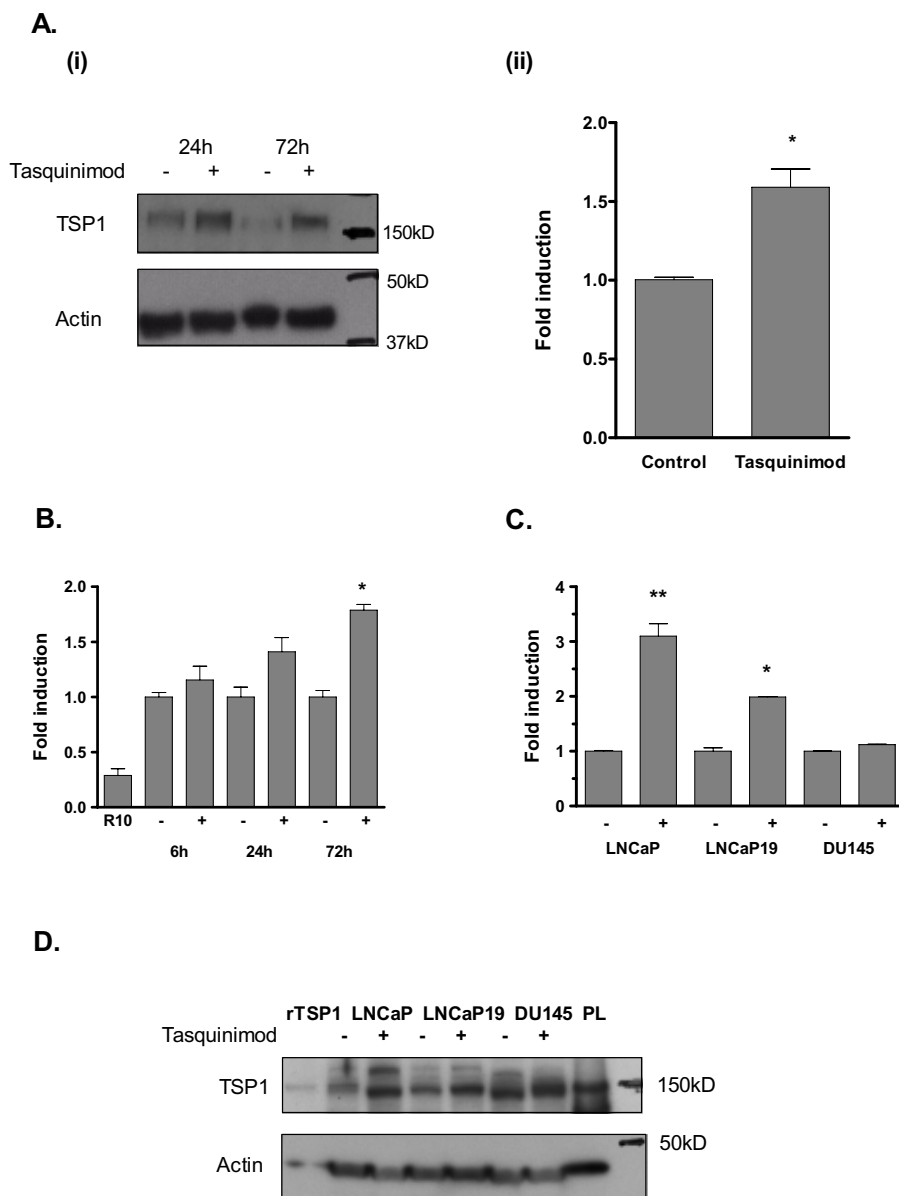 A.
(i)
(ii)
24h 72h
Tasquinimod - + - +
TSP1
150kD
50kD
Actin
37kD
2.0
1.5
1.0
0.5
0.0
Fold induction
*
Control Tasquinimod
B.
2.0
1.5
1.0
0.5
0.0
Fold induction
*
R10 - + - + - +
6h 24h 72h
C.
4
3
2
1
0
Fold induction
**
*
- + - + - +
LNCaP LNCaP19 DU145
D.
rTSP1 LNCaP LNCaP19 DU145 PL
Tasquinimod - + - + - +
TSP1
150kD
50kD
Actin